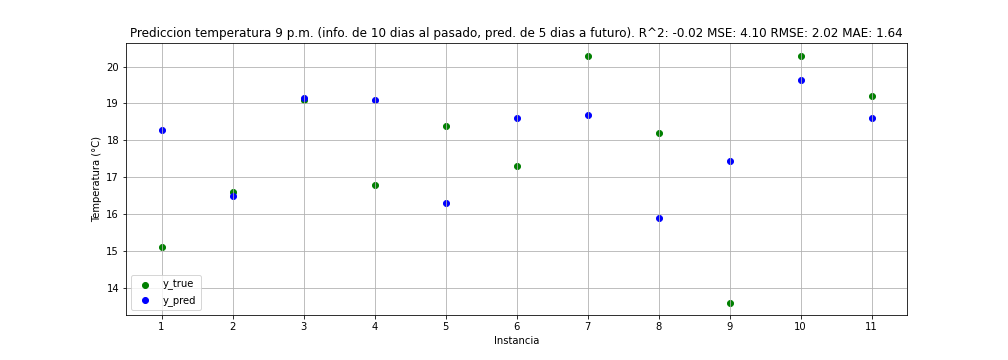 Prediccion temperatura 9 p.m. (info. de 10 dias al pasado, pred. de 5 dias a futuro). R^2: -0.02 MSE: 4.10 RMSE: 2.02 MAE: 1.64
20
19
18
17
16
15
14
Temperatura (°C)
y_true
y_pred
1 2 3 4 5 6 7 8 9 10 11
Instancia